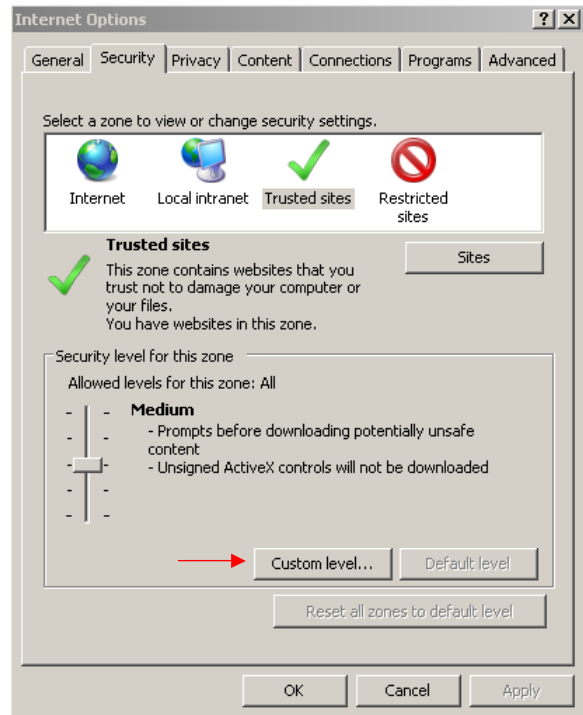 Internet Options
General Security Privacy Content Connections Programs Advanced
Select a zone to view or change security settings.
Internet Local intranet Trusted sites Restricted
sites
Trusted sites
Sites
This zone contains websites that you
trust not to damage your computer or
your files.
You have websites in this zone.
Security level for this zone
Allowed levels for this zone: All
Medium
- Prompts before downloading potentially unsafe
content
- Unsigned ActiveX controls will not be downloaded
Custom level... Default level
Reset all zones to default level
OK Cancel Apply